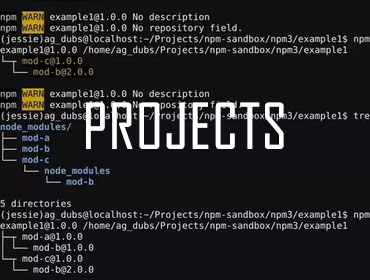 npm WARN example1@1.0.0 No description
npm WARN example1@1.0.0 No repository field.
(jessie)ag_dubs@localhost:~/Projects/npm-sandbox/npm3/example1$ npm
example1@1.0.0 /home/ag_dubs/Projects/npm-sandbox/npm3/example1
└─┬ mod-c@1.0.0
  └── mod-b@2.0.0
npm WARN example1@1.0.0 No description
npm WARN example1@1.0.0 No repository field.
PROJECTS
(jessie)ag_dubs@localhost:~/Projects/npm-sandbox/npm3/example1$ tre
node_modules/
├── mod-a
├── mod-b
└── mod-c
    └── node_modules
        └── mod-b
5 directories
(jessie)ag_dubs@localhost:~/Projects/npm-sandbox/npm3/example1$ npm
example1@1.0.0 /home/ag_dubs/Projects/npm-sandbox/npm3/example1
├─┬ mod-a@1.0.0
│ └── mod-b@1.0.0
└─┬ mod-c@1.0.0
  └── mod-b@2.0.0